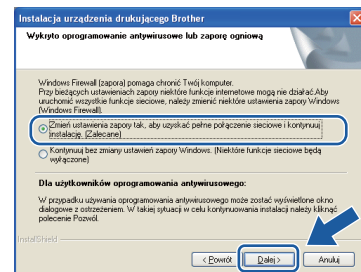 Instalacja urządzenia drukującego Brother
Wykryto oprogramowanie antywirusowe lub zaporę ogniową
Windows Firewall (zapora) pomaga chronić Twój komputer.
Przy bieżących ustawieniach zapory niektóre funkcje internetowe mogą nie działać.Aby
uruchomić wszystkie funkcje sieciowe, należy zmienić niektóre ustawienia zapory Windows
(Windows Firewall).
Zmień ustawienia zapory tak, aby uzyskać pełne połączenie sieciowe i kontynuuj
instalację. (Zalecane)
Kontynuuj bez zmiany ustawień zapory Windows. (Niektóre funkcje sieciowe będą
wyłączone)
Dla użytkowników oprogramowania antywirusowego:
W przypadku używania oprogramowania antywirusowego może zostać wyświetlone okno
dialogowe z ostrzeżeniem. W takiej sytuacji w celu kontynuowania instalacji należy kliknąć
polecenie Pozwól.
InstallShield
< Powrót
Dalej >
Anuluj